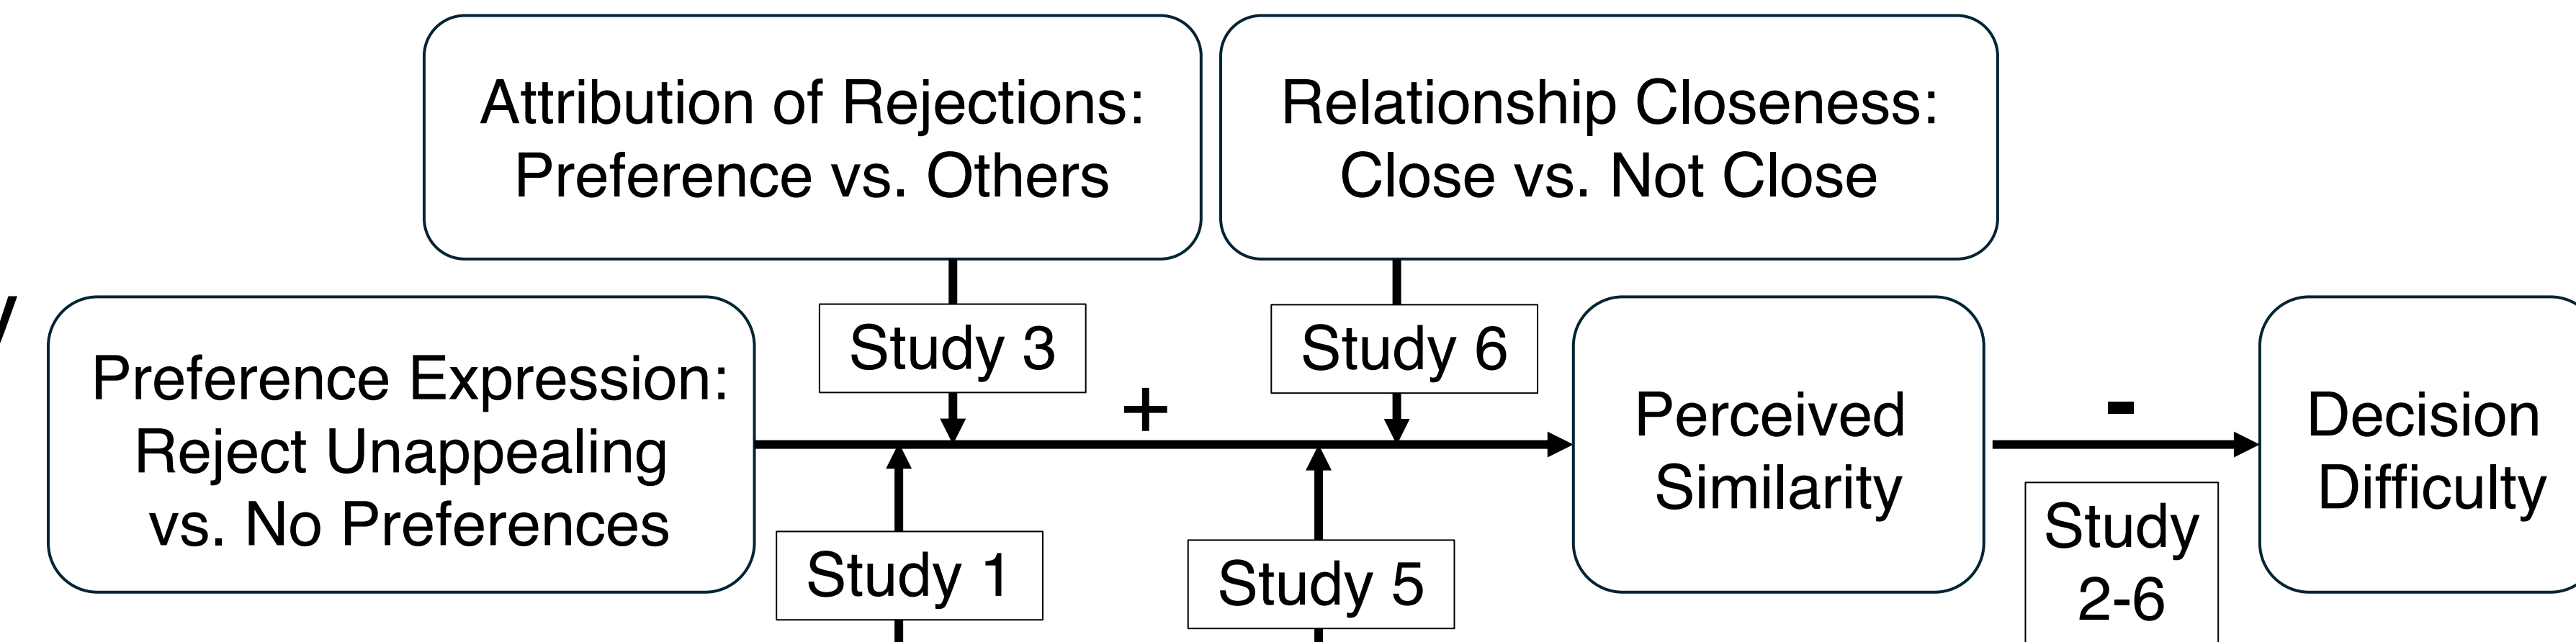 Attribution of Rejections:
Preference vs. Others
Relationship Closeness:
Close vs. Not Close
Preference Expression:
Reject Unappealing
vs. No Preferences
Study 3
+
Study 6
Study 1
Study 5
Perceived
Similarity
-
Study
2-6
Decision
Difficulty